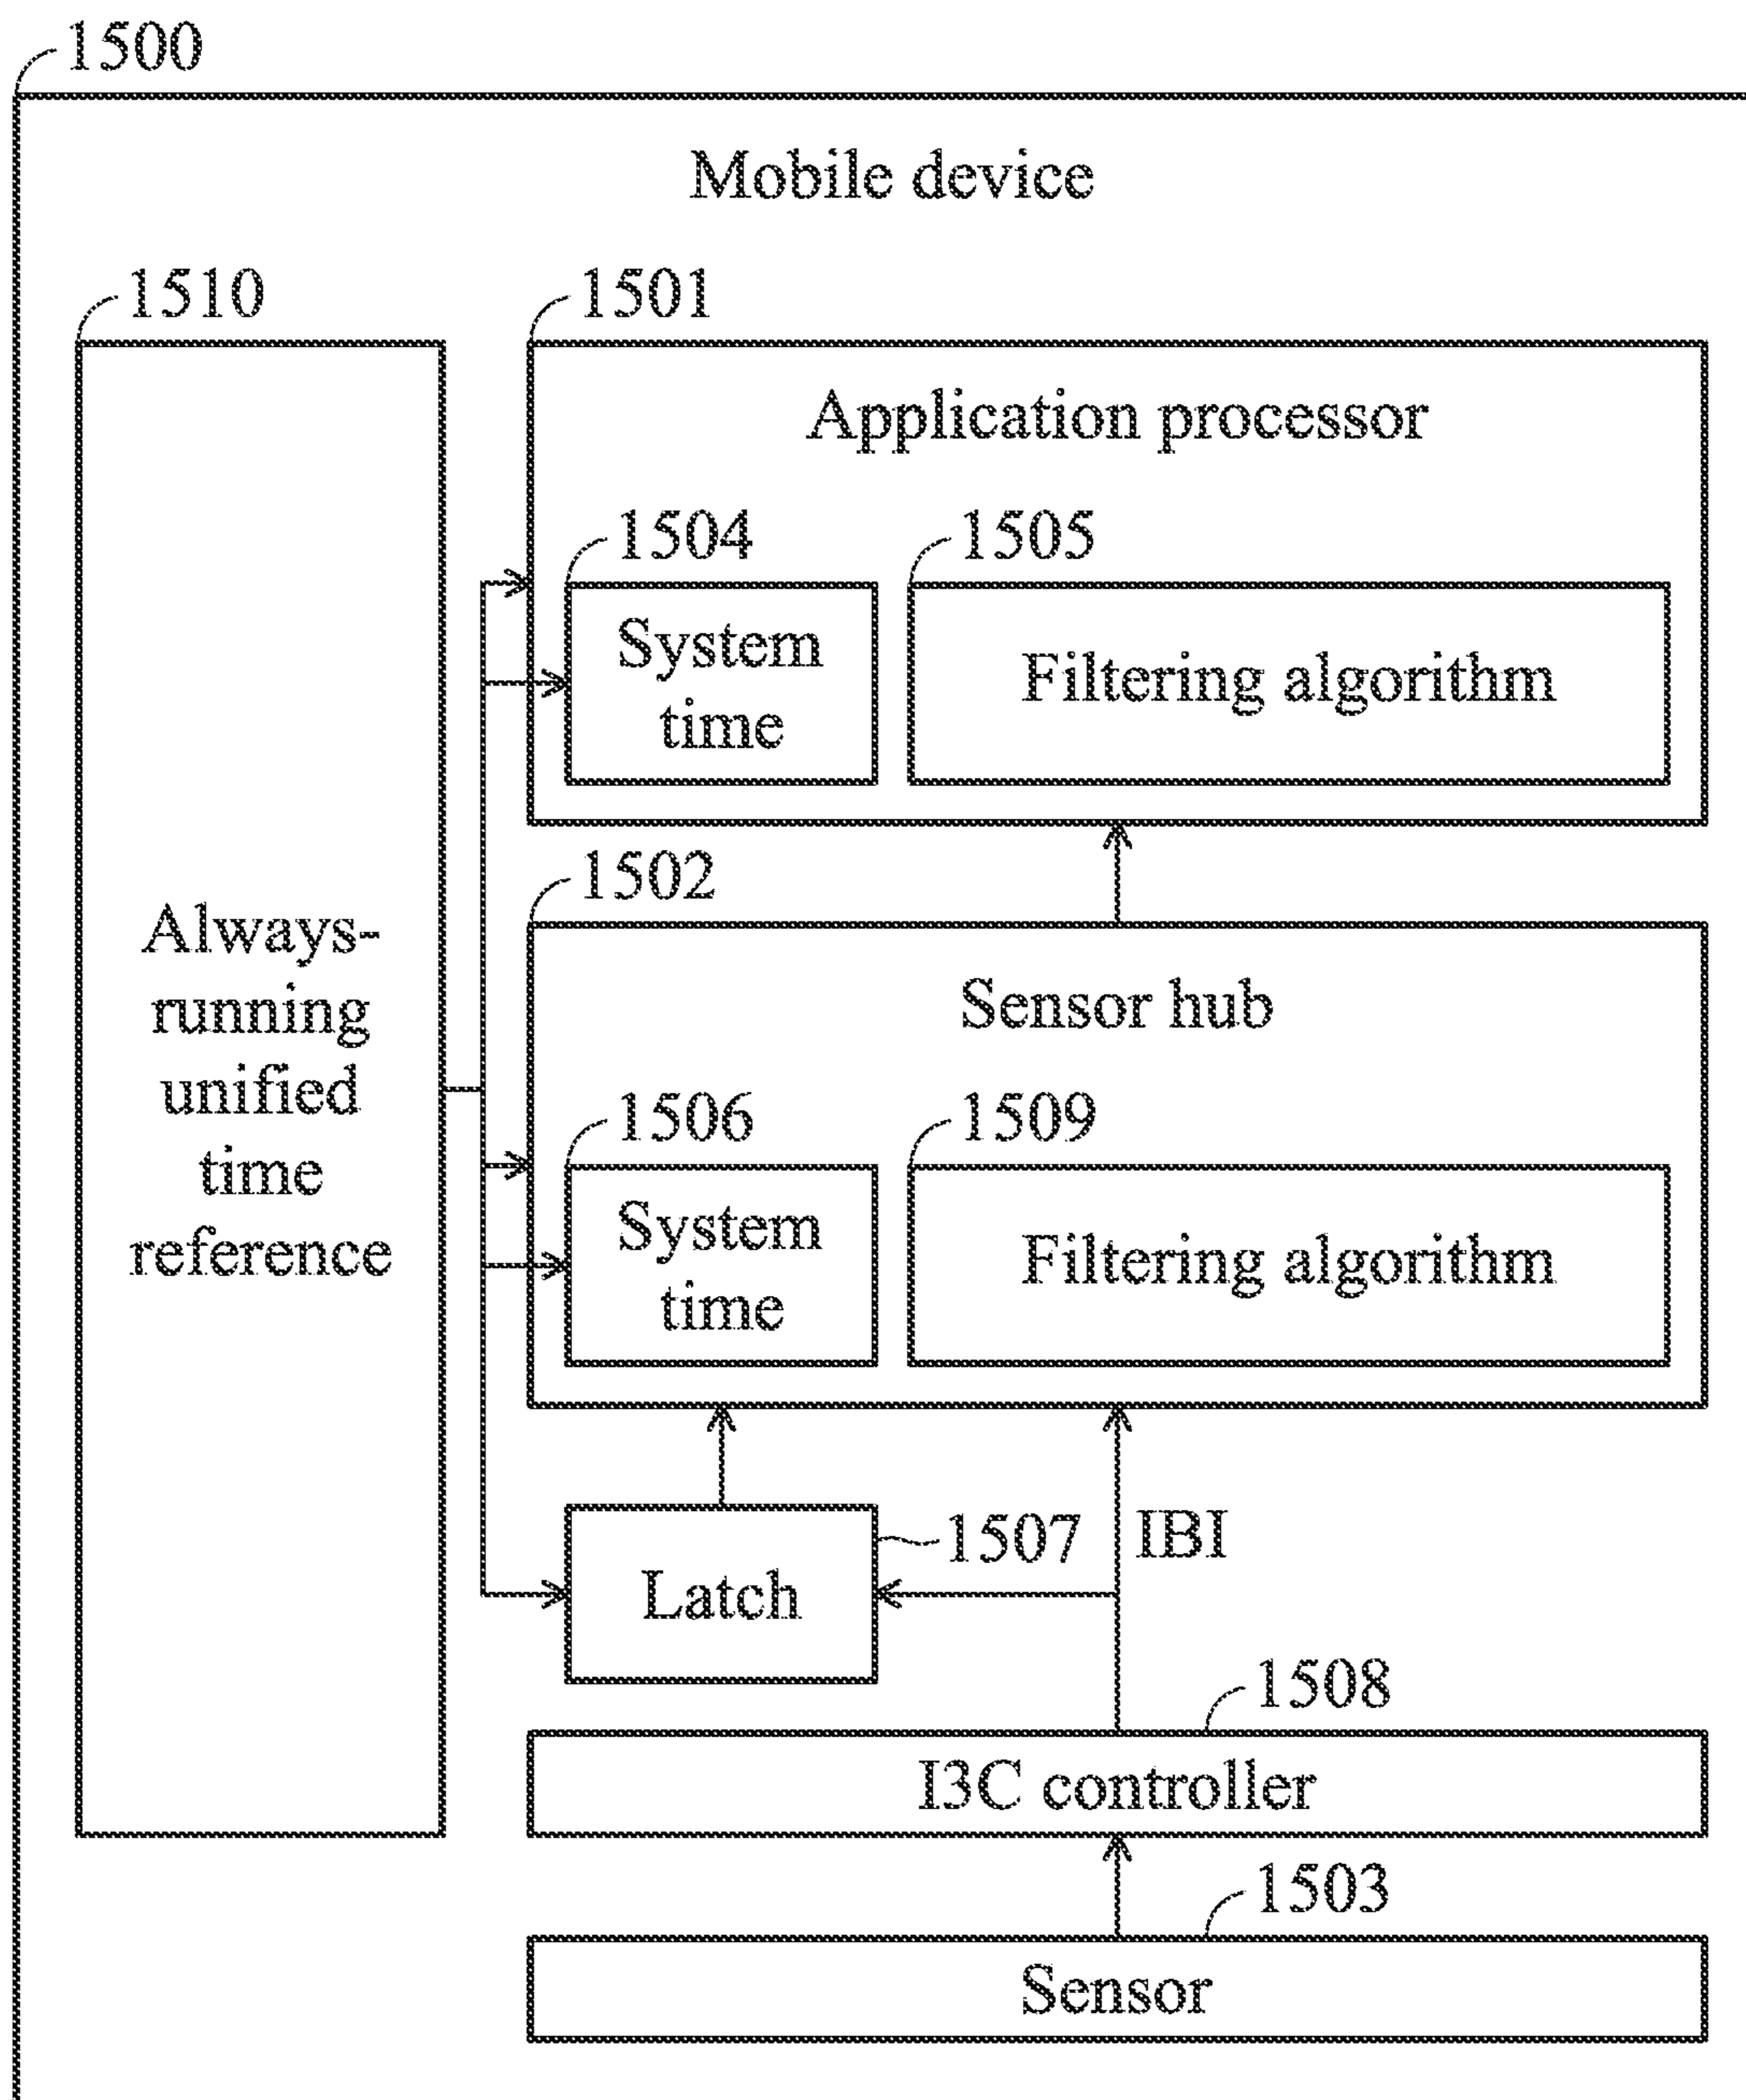 1500
Mobile device
1510
1501
Application processor
1504
1505
System
time
Filtering algorithm
1502
Always-
running
unified
time
reference
Sensor hub
1506
1509
System
time
Filtering algorithm
1507
IBI
Latch
1508
I3C controller
1503
Sensor